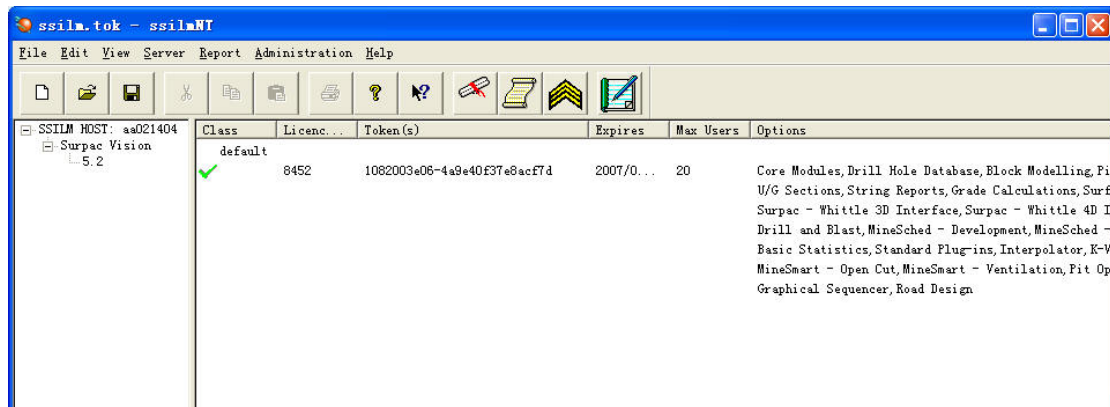 ssilm.tok - ssilmNT
File Edit View Server Report Administration Help
SSILM HOST: aa021404
Surpac Vision
5.2
Class Licenc... Token(s) Expires Max Users Options
default
8452 1082003e06-4a9e40f37e8acf7d 2007/0... 20 Core Modules,Drill Hole Database,Block Modelling,Pi
U/G Sections,String Reports,Grade Calculations,Surf
Surpac - Whittle 3D Interface,Surpac - Whittle 4D I
Drill and Blast,MineSched - Development,MineSched -
Basic Statistics,Standard Plug-ins,Interpolator,K-V
MineSmart - Open Cut,MineSmart - Ventilation,Pit Op
Graphical Sequencer,Road Design